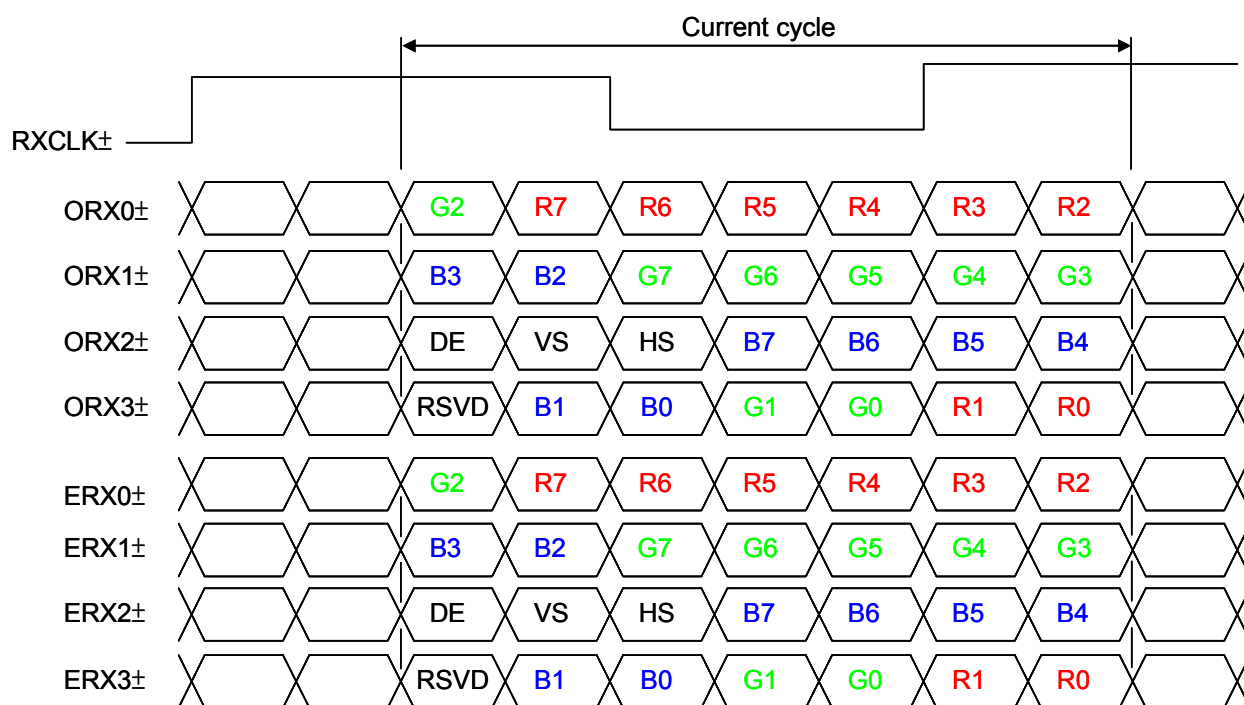 Current cycle
RXCLK±
ORX0± G2 R7 R6 R5 R4 R3 R2
ORX1± B3 B2 G7 G6 G5 G4 G3
ORX2± DE VS HS B7 B6 B5 B4
ORX3± RSVD B1 B0 G1 G0 R1 R0
ERX0± G2 R7 R6 R5 R4 R3 R2
ERX1± B3 B2 G7 G6 G5 G4 G3
ERX2± DE VS HS B7 B6 B5 B4
ERX3± RSVD B1 B0 G1 G0 R1 R0